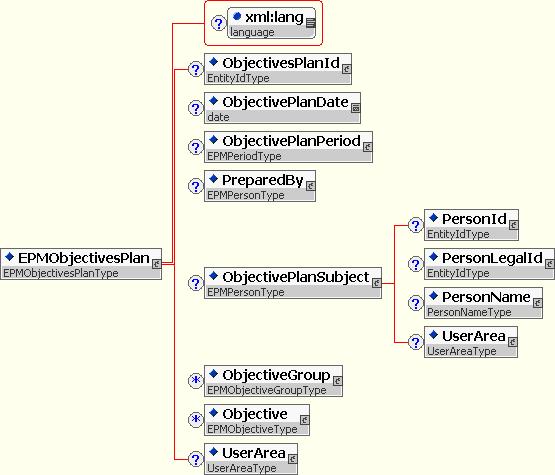 xml:lang
language
ObjectivesPlanId
EntityIdType
ObjectivePlanDate
date
ObjectivePlanPeriod
EPMPeriodType
PreparedBy
EPMPersonType
EPMObjectivesPlan
EPMObjectivesPlanType
ObjectivePlanSubject
EPMPersonType
PersonId
EntityIdType
PersonLegalId
EntityIdType
PersonName
PersonNameType
UserArea
UserAreaType
ObjectiveGroup
EPMObjectiveGroupType
Objective
EPMObjectiveType
UserArea
UserAreaType